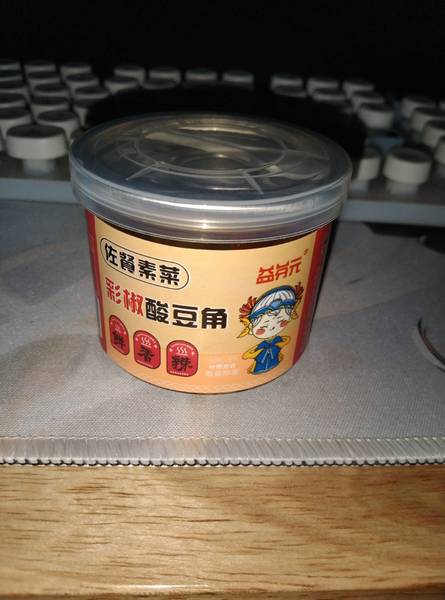 佐餐素菜
益芳元
彩椒酸豆角
鲜 香 辣